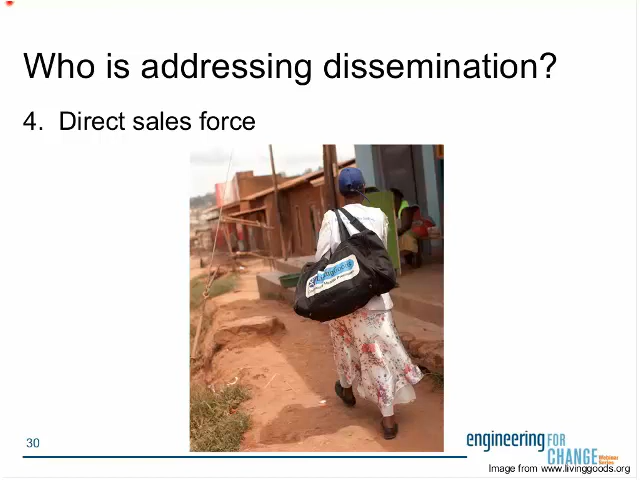 Who is addressing dissemination?
4. Direct sales force
30
engineering FOR
CHANGE Webinar
Series
Image from www.livinggoods.org